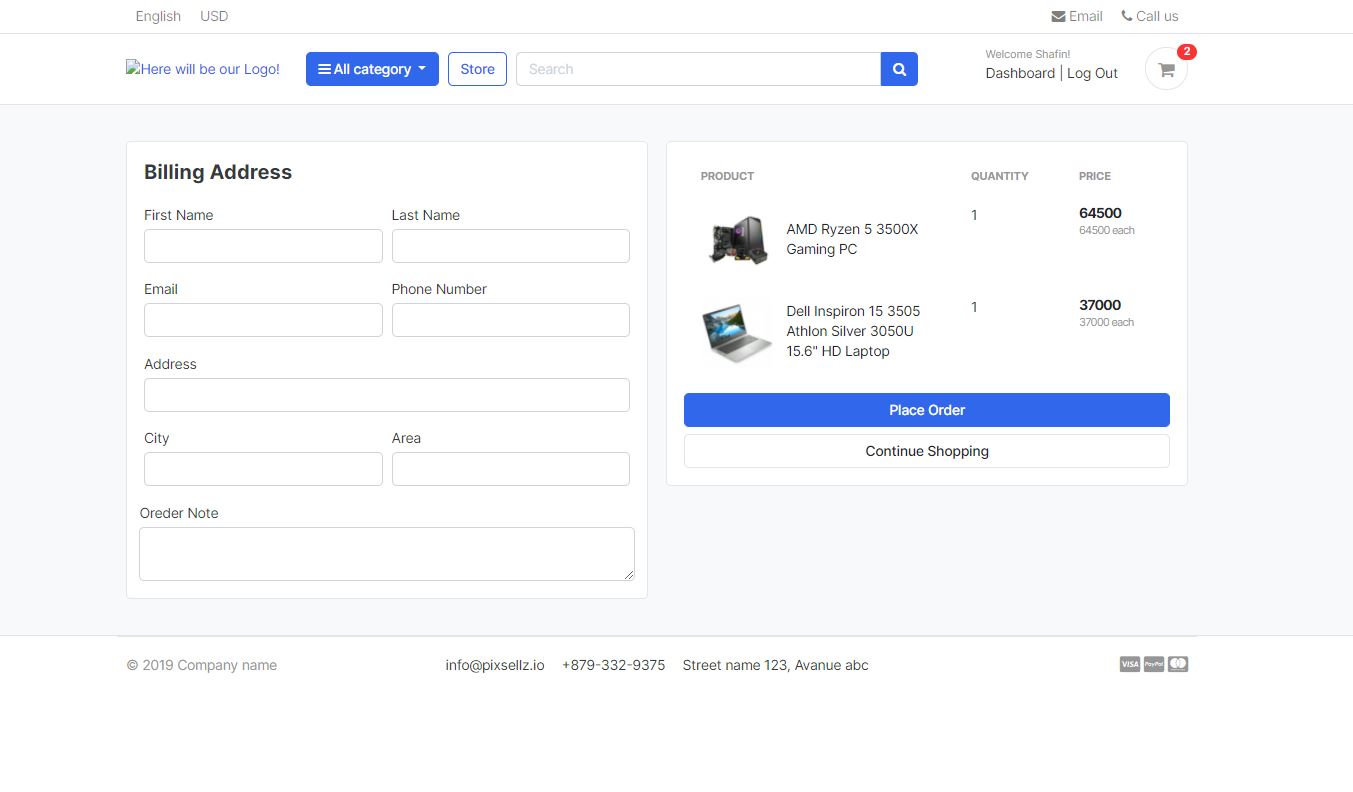 English USD Email Call us
Here will be our Logo! All category Store Search Welcome Shafin!
Dashboard | Log Out 2
Billing Address
First Name Last Name
Email Phone Number
Address
City Area
Oreder Note
PRODUCT QUANTITY PRICE
AMD Ryzen 5 3500X
Gaming PC
1
64500
64500 each
Dell Inspiron 15 3505
Athlon Silver 3050U
15.6" HD Laptop
1
37000
37000 each
Place Order
Continue Shopping
© 2019 Company name info@pixsellz.io +879-332-9375 Street name 123, Avanue abc VISA PayPal